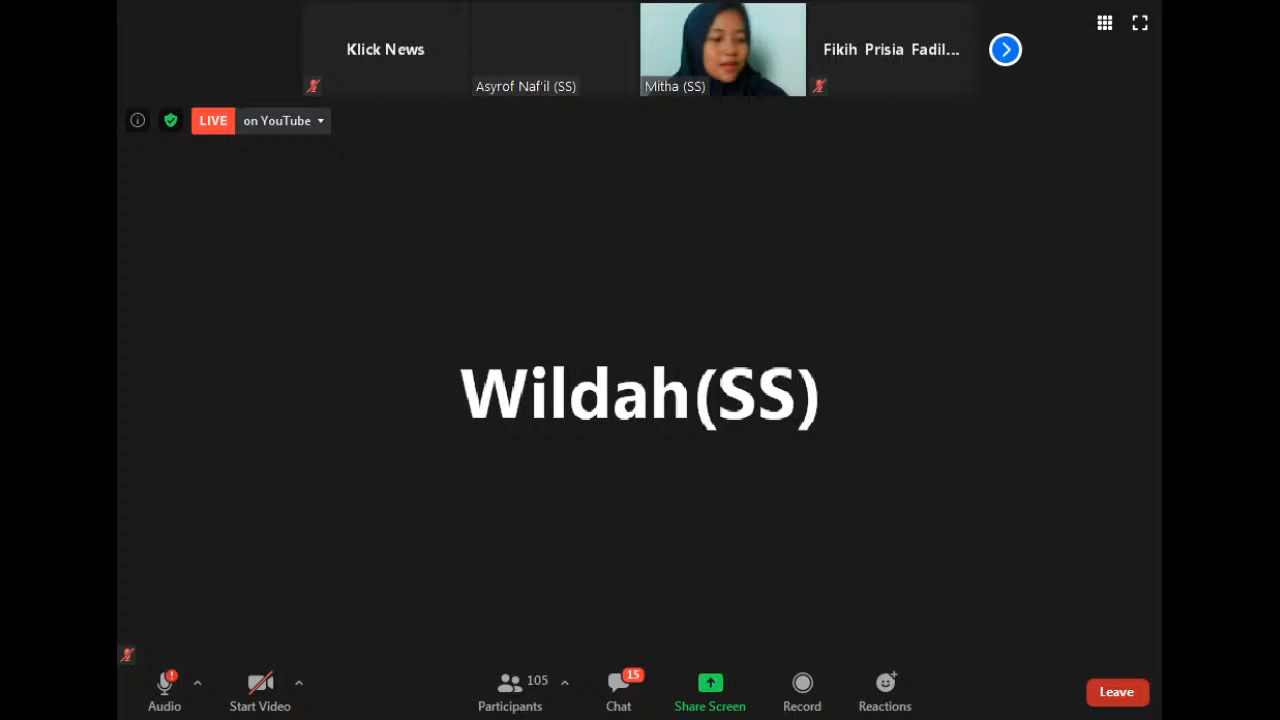 Klick News
Asyrof Naf'il (SS)
Mitha (SS)
Fikih Prisia Fadil...
LIVE on YouTube
Wildah(SS)
105
15
Audio
Start Video
Participants
Chat
Share Screen
Record
Reactions
Leave